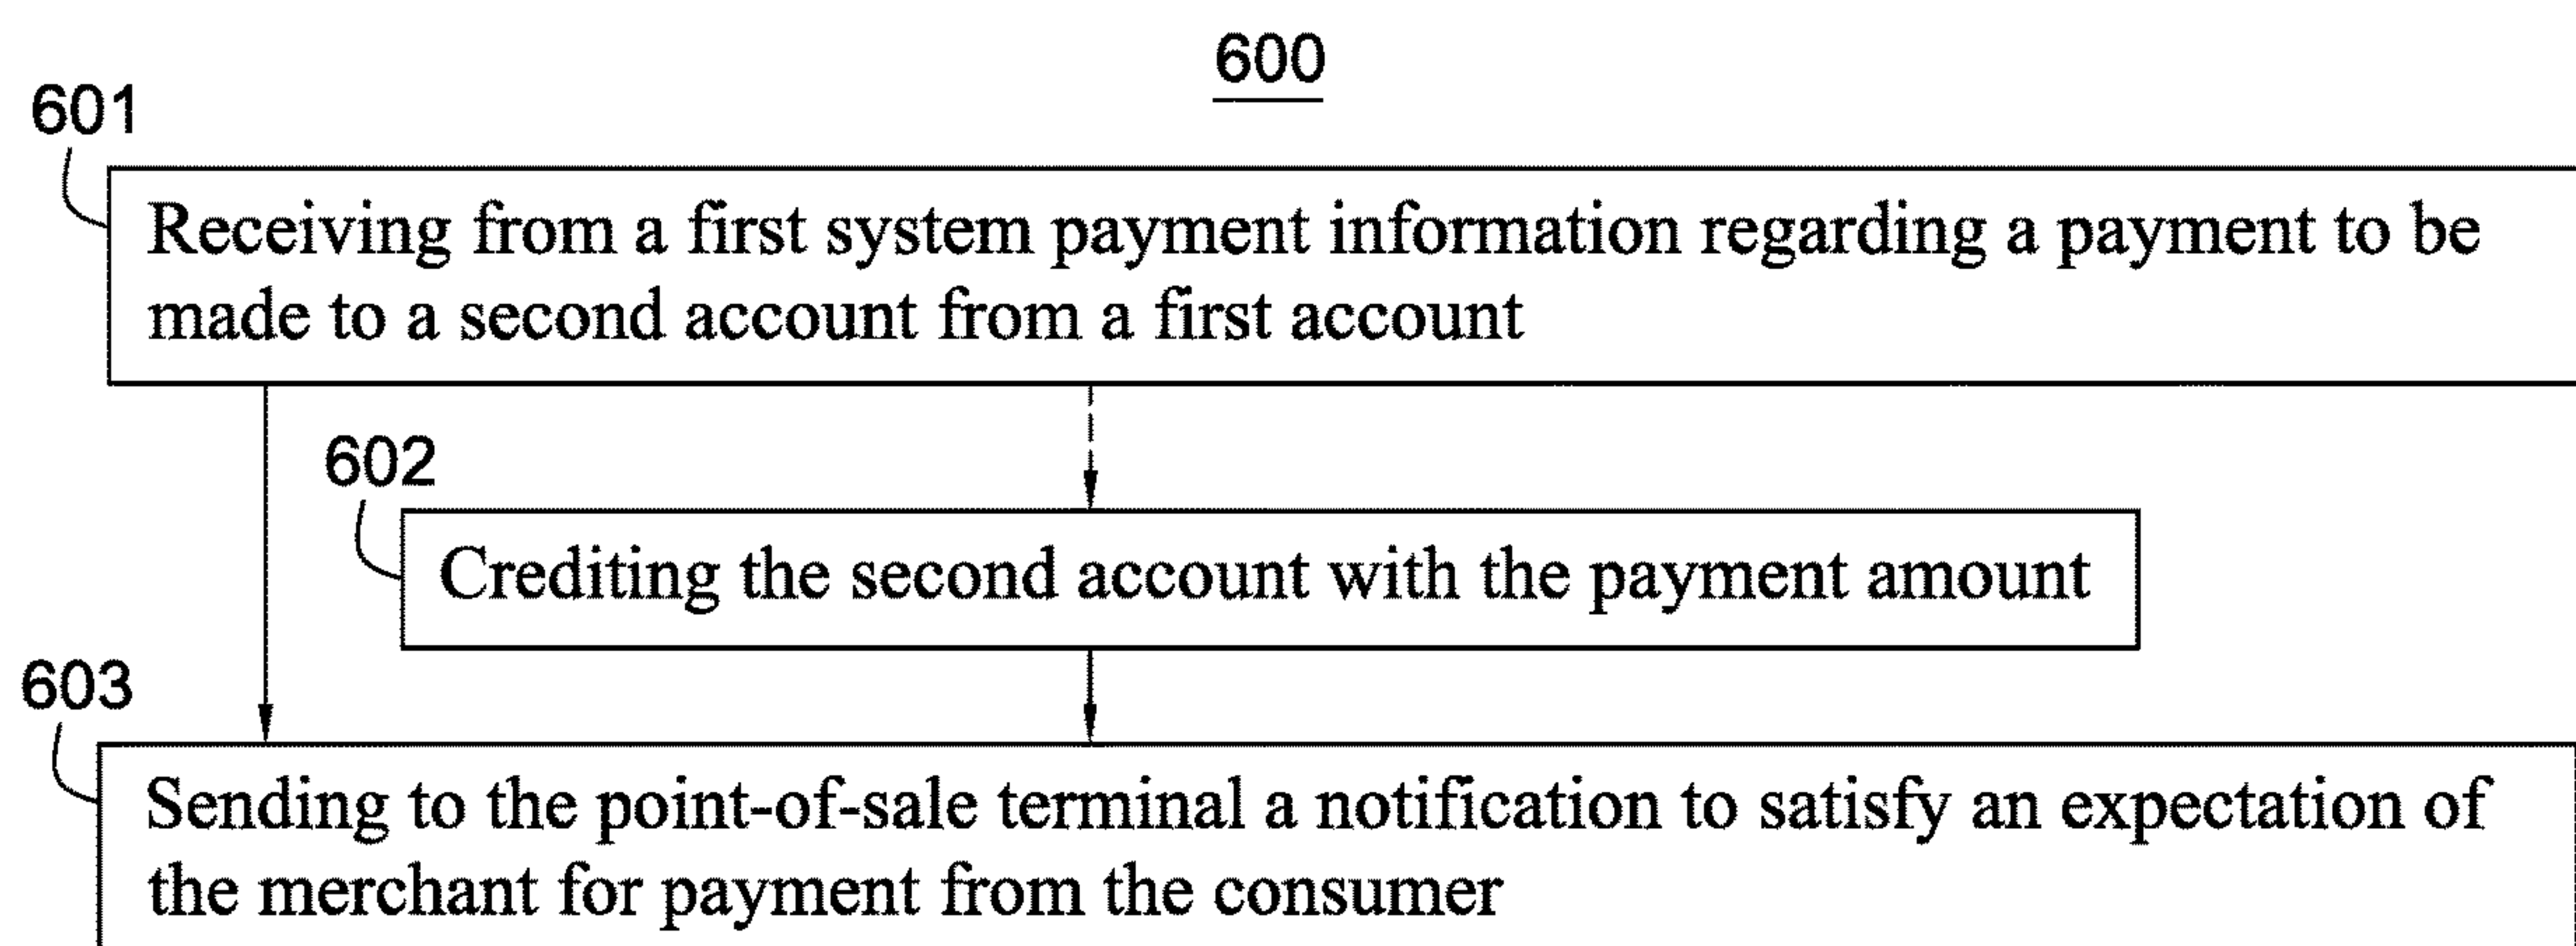 600
601
Receiving from a first system payment information regarding a payment to be
made to a second account from a first account
602
Crediting the second account with the payment amount
603
Sending to the point-of-sale terminal a notification to satisfy an expectation of
the merchant for payment from the consumer